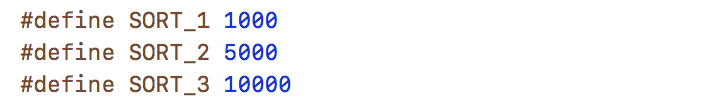 #define SORT_1 1000
#define SORT_2 5000
#define SORT_3 10000